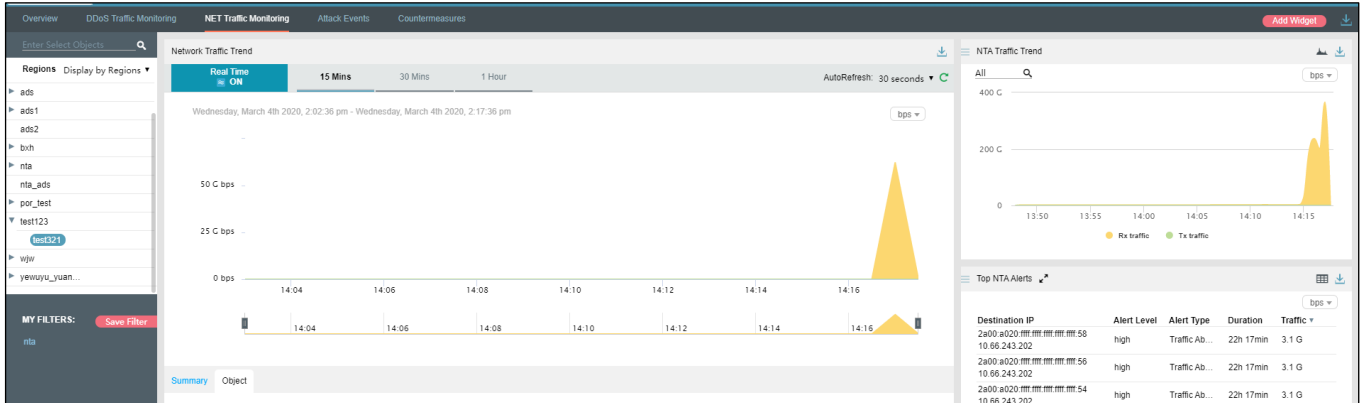 Overview DDoS Traffic Monitoring NET Traffic Monitoring Attack Events Countermeasures Add Widget
Enter Select Objects
Regions Display by Regions
ads
ads1
ads2
bxh
nta
nta_ads
por_test
test123
test321
wjw
yewuyu_yuan...
MY FILTERS: Save Filter
nta
Network Traffic Trend
Real Time
ON
15 Mins 30 Mins 1 Hour AutoRefresh: 30 seconds
Wednesday, March 4th 2020, 2:02:36 pm - Wednesday, March 4th 2020, 2:17:36 pm bps
50 G bps
25 G bps
0 bps
14:04 14:06 14:08 14:10 14:12 14:14 14:16
14:04 14:06 14:08 14:10 14:12 14:14 14:16
Summary Object
NTA Traffic Trend
All bps
400 G
200 G
0
13:50 13:55 14:00 14:05 14:10 14:15
Rx traffic Tx traffic
Top NTA Alerts
bps
Destination IP Alert Level Alert Type Duration Traffic
2a00:a020:ffff:ffff:ffff:ffff:ffff:58
10.66.243.202 high Traffic Ab... 22h 17min 3.1 G
2a00:a020:ffff:ffff:ffff:ffff:ffff:56
10.66.243.202 high Traffic Ab... 22h 17min 3.1 G
2a00:a020:ffff:ffff:ffff:ffff:ffff:54
10.66.243.202 high Traffic Ab... 22h 17min 3.1 G